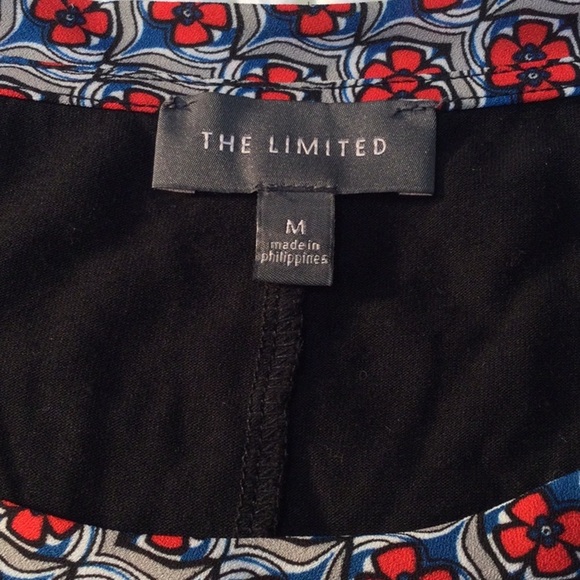 THE LIMITED
M
made in
philippines